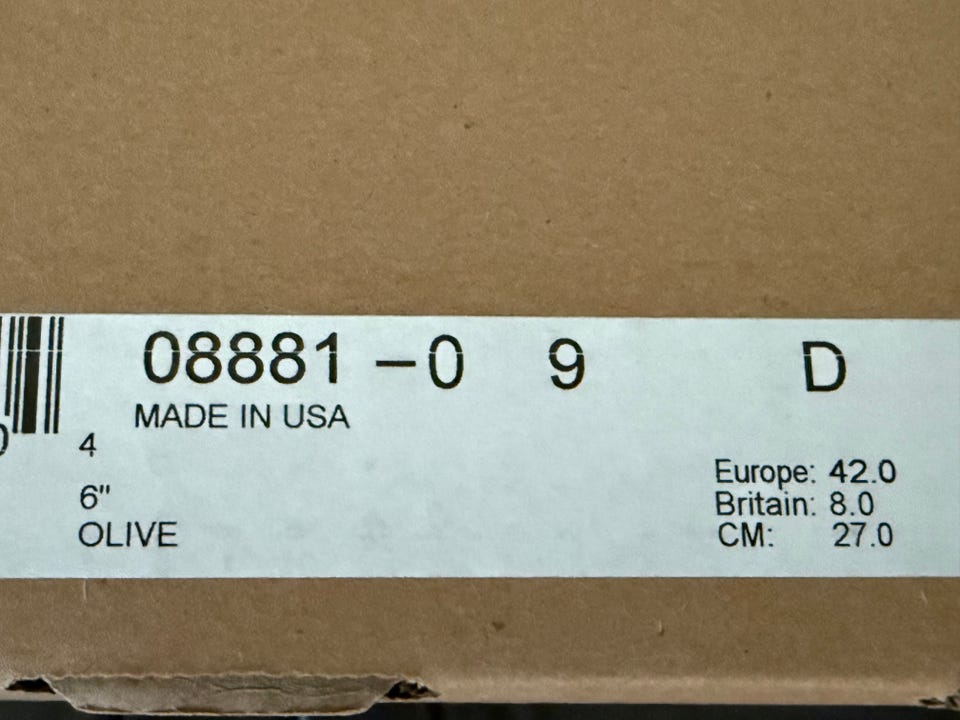 08881-0 9 D
MADE IN USA
4
Europe: 42.0
6"
Britain: 8.0
OLIVE
CM: 27.0